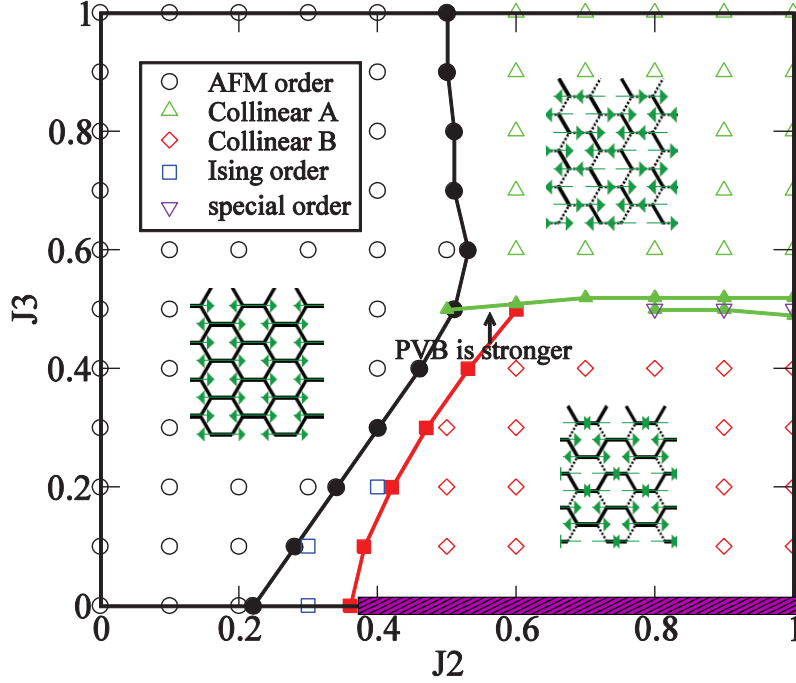 1
0.8
0.6
0.4
0.2
0
J3
AFM order
Collinear A
Collinear B
Ising order
special order
PVB is stronger
0
0.2
0.4
0.6
0.8
1
J2